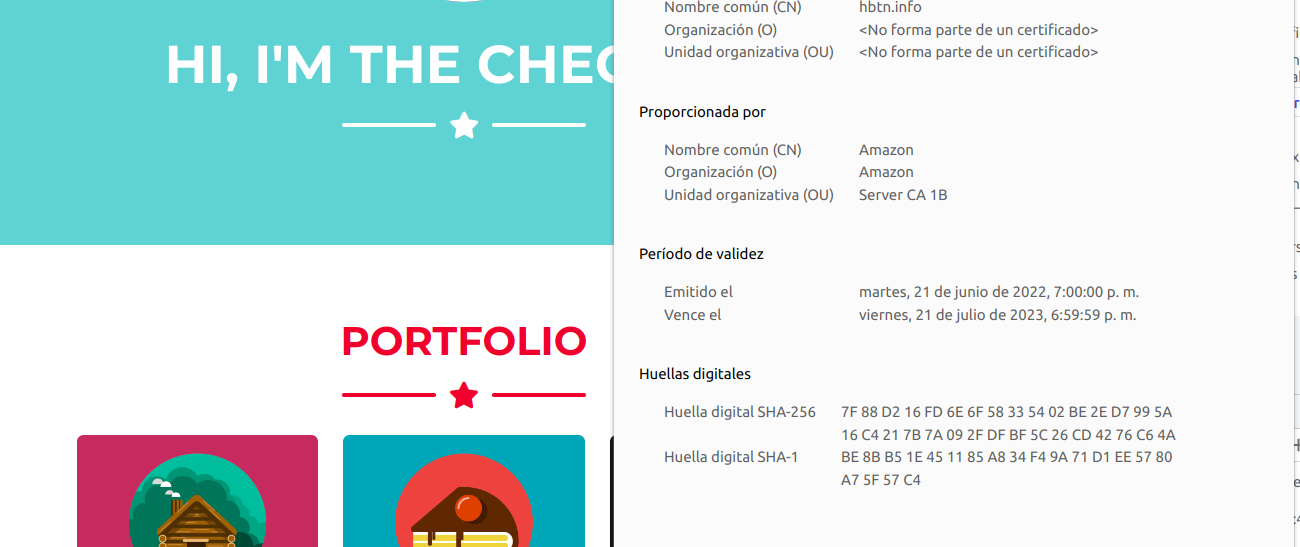 Nombre común (CN) hbtn.info
Organización (O) <No forma parte de un certificado>
Unidad organizativa (OU) <No forma parte de un certificado>
HI, I'M THE CHEC
Proporcionada por
Nombre común (CN) Amazon
Organización (O) Amazon
Unidad organizativa (OU) Server CA 1B
Período de validez
Emitido el martes, 21 de junio de 2022, 7:00:00 p. m.
Vence el viernes, 21 de julio de 2023, 6:59:59 p. m.
PORTFOLIO
Huellas digitales
Huella digital SHA-256 7F 88 D2 16 FD 6E 6F 58 33 54 02 BE 2E D7 99 5A
16 C4 21 7B 7A 09 2F DF BF 5C 26 CD 42 76 C6 4A
Huella digital SHA-1 BE 8B B5 1E 45 11 85 A8 34 F4 9A 71 D1 EE 57 80
A7 5F 57 C4